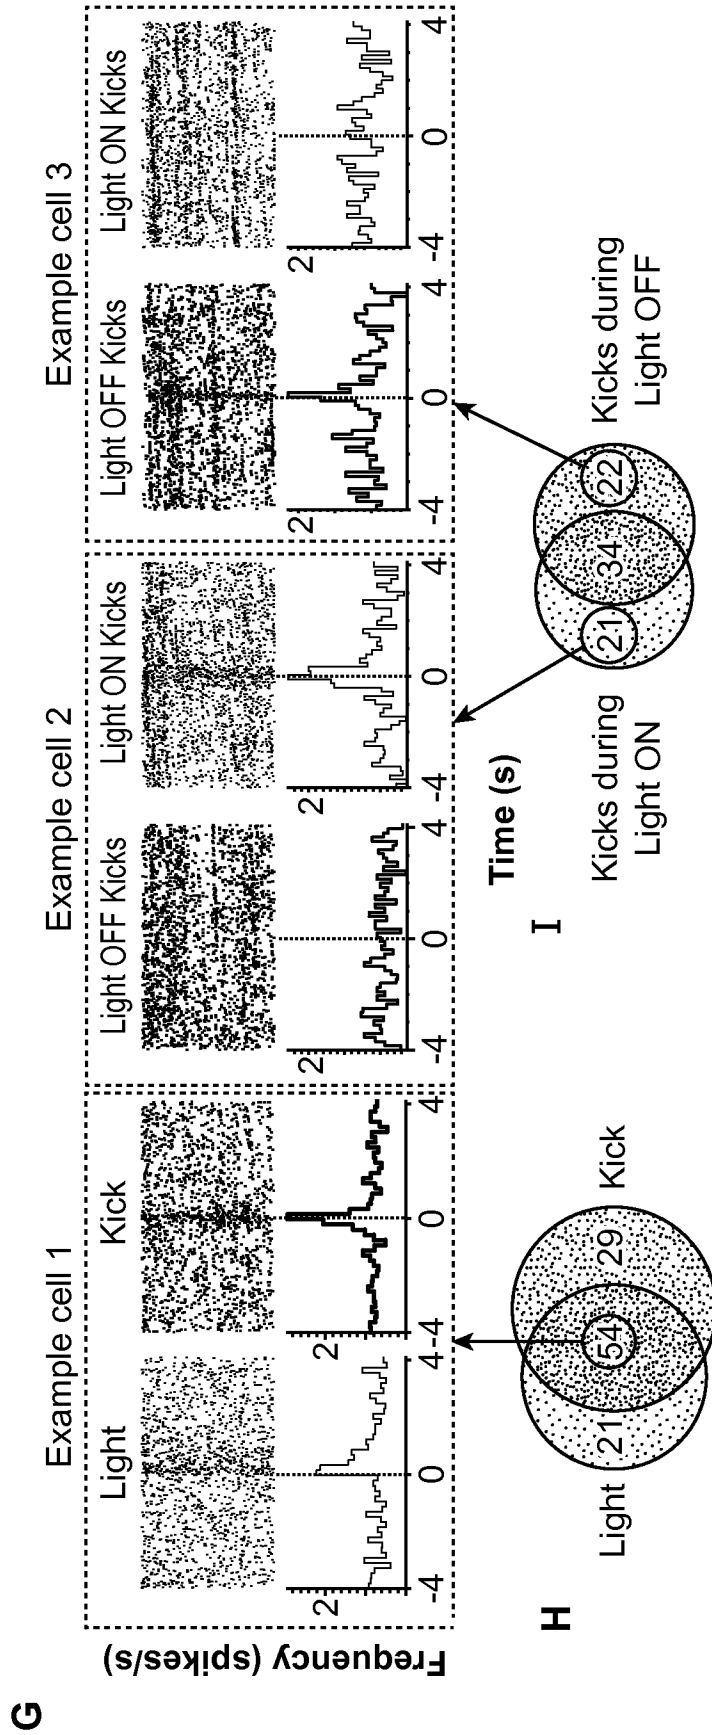 G
Example cell 1
Example cell 2
Example cell 3
Light
Kick
Light OFF Kicks
Light ON Kicks
Light OFF Kicks
Light ON Kicks
Frequency (spikes/s)
2
2
2
2
2
2
-4 0 4
-4 0 4
-4 0 4
-4 0 4
-4 0 4
-4 0 4
Time (s)
H
Light
21
54
29
Kick
I
Kicks during
Light ON
21
34
22
Kicks during
Light OFF